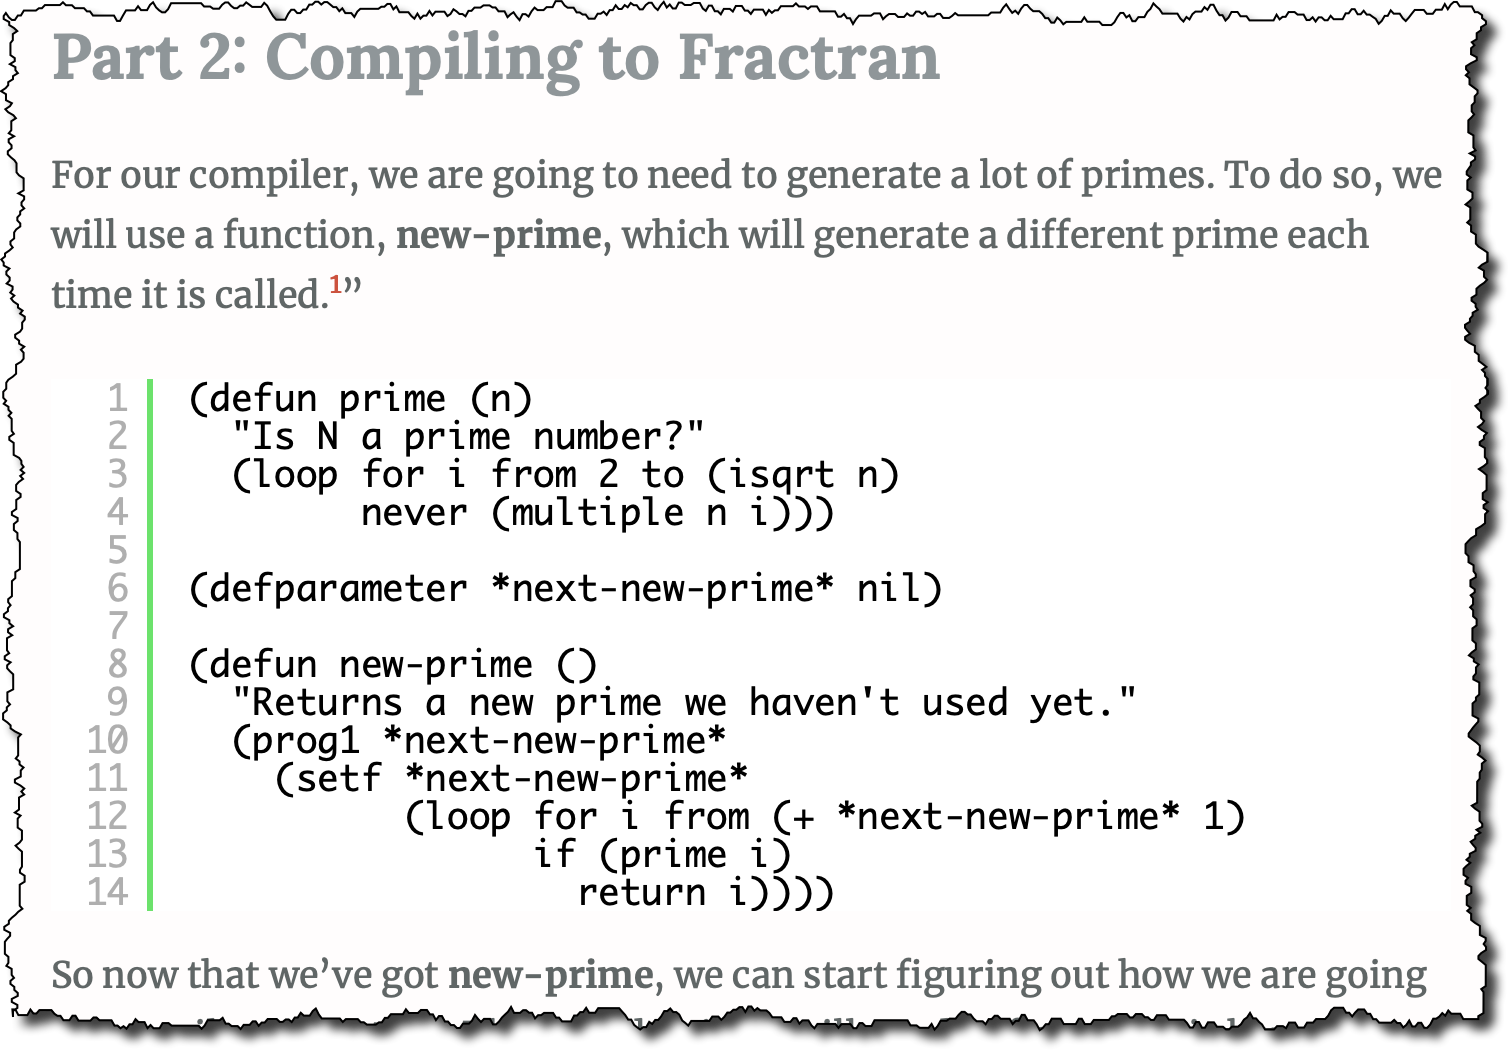 Part 2: Compiling to Fractran
For our compiler, we are going to need to generate a lot of primes. To do so, we
will use a function, new-prime, which will generate a different prime each
time it is called.1”
1 (defun prime (n)
2 "Is N a prime number?"
3 (loop for i from 2 to (isqrt n)
4 never (multiple n i)))
5
6 (defparameter *next-new-prime* nil)
7
8 (defun new-prime ()
9 "Returns a new prime we haven't used yet."
10 (prog1 *next-new-prime*
11 (setf *next-new-prime*
12 (loop for i from (+ *next-new-prime* 1)
13 if (prime i)
14 return i))))
So now that we’ve got new-prime, we can start figuring out how we are going